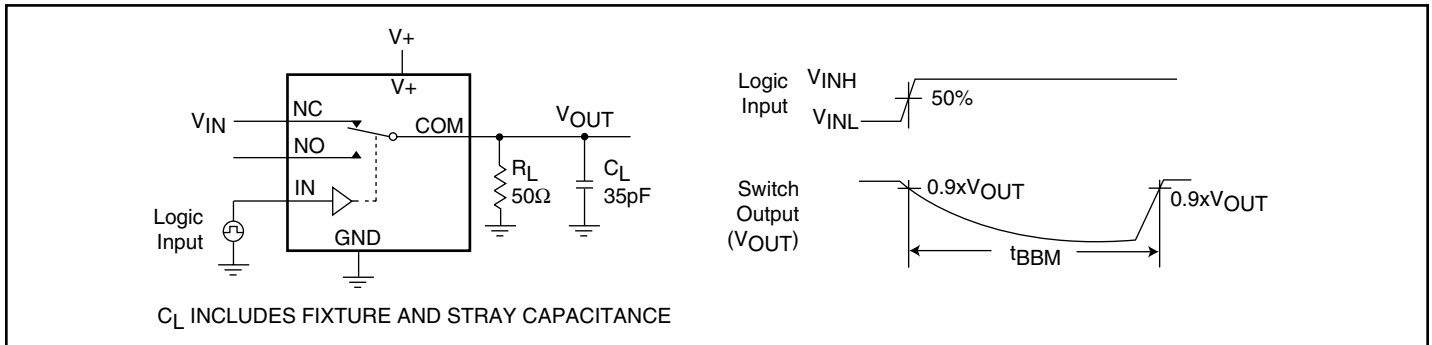 V+
V+
NC
VIN
COM
VOUT
NO
RL
50Ω
CL
35pF
IN
Logic
Input
GND
CL INCLUDES FIXTURE AND STRAY CAPACITANCE
Logic
Input
VINH
50%
VINL
Switch
Output
(VOUT)
0.9xVOUT
0.9xVOUT
tBBM